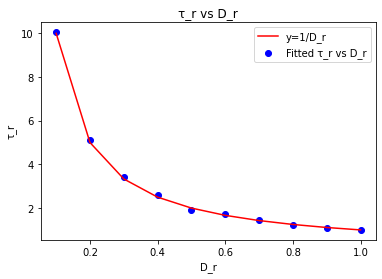 τ_r vs D_r
y=1/D_r
Fitted τ_r vs D_r
10
8
6
4
2
τ_r
0.2 0.4 0.6 0.8 1.0
D_r